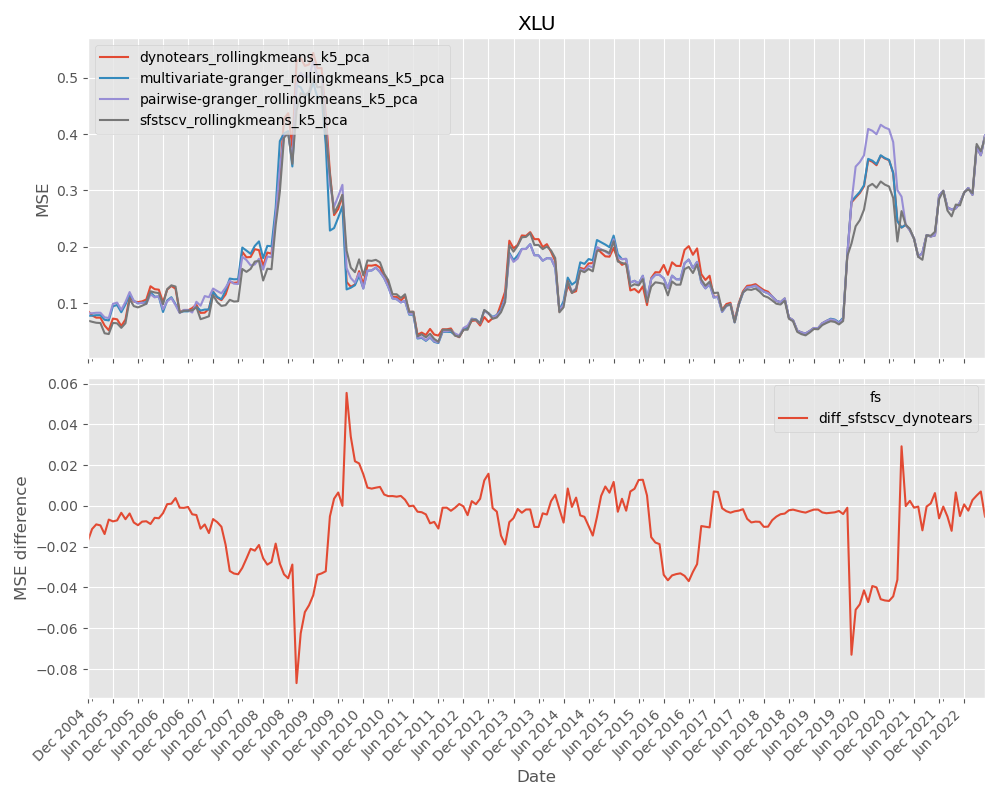 XLU
dynotears_rollingkmeans_k5_pca
multivariate-granger_rollingkmeans_k5_pca
pairwise-granger_rollingkmeans_k5_pca
sfstscv_rollingkmeans_k5_pca
0.5
0.4
0.3
0.2
0.1
MSE
fs
diff_sfstscv_dynotears
0.06
0.04
0.02
0.00
−0.02
−0.04
−0.06
−0.08
MSE difference
Dec 2004
Jun 2005
Dec 2005
Jun 2006
Dec 2006
Jun 2007
Dec 2007
Jun 2008
Dec 2008
Jun 2009
Dec 2009
Jun 2010
Dec 2010
Jun 2011
Dec 2011
Jun 2012
Dec 2012
Jun 2013
Dec 2013
Jun 2014
Dec 2014
Jun 2015
Dec 2015
Jun 2016
Dec 2016
Jun 2017
Dec 2017
Jun 2018
Dec 2018
Jun 2019
Dec 2019
Jun 2020
Dec 2020
Jun 2021
Dec 2021
Jun 2022
Date